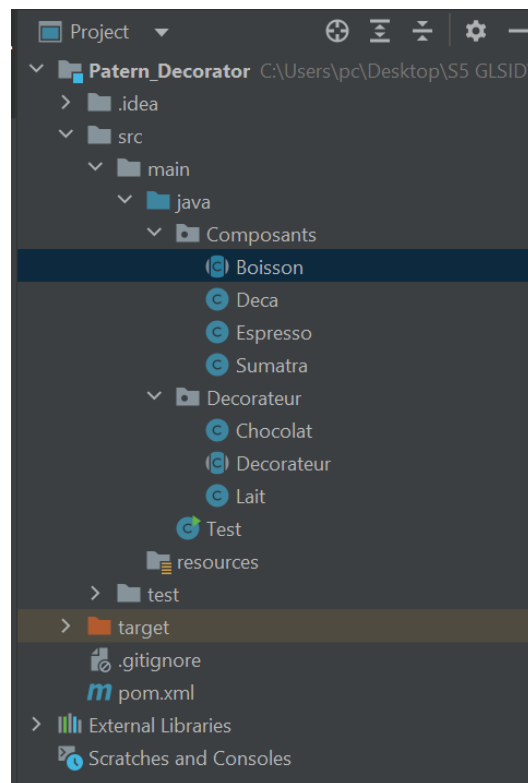 Project
Patern_Decorator C:\Users\pc\Desktop\S5 GLSID\
.idea
src
main
java
Composants
Boisson
Deca
Espresso
Sumatra
Decorateur
Chocolat
Decorateur
Lait
Test
resources
test
target
.gitignore
pom.xml
External Libraries
Scratches and Consoles